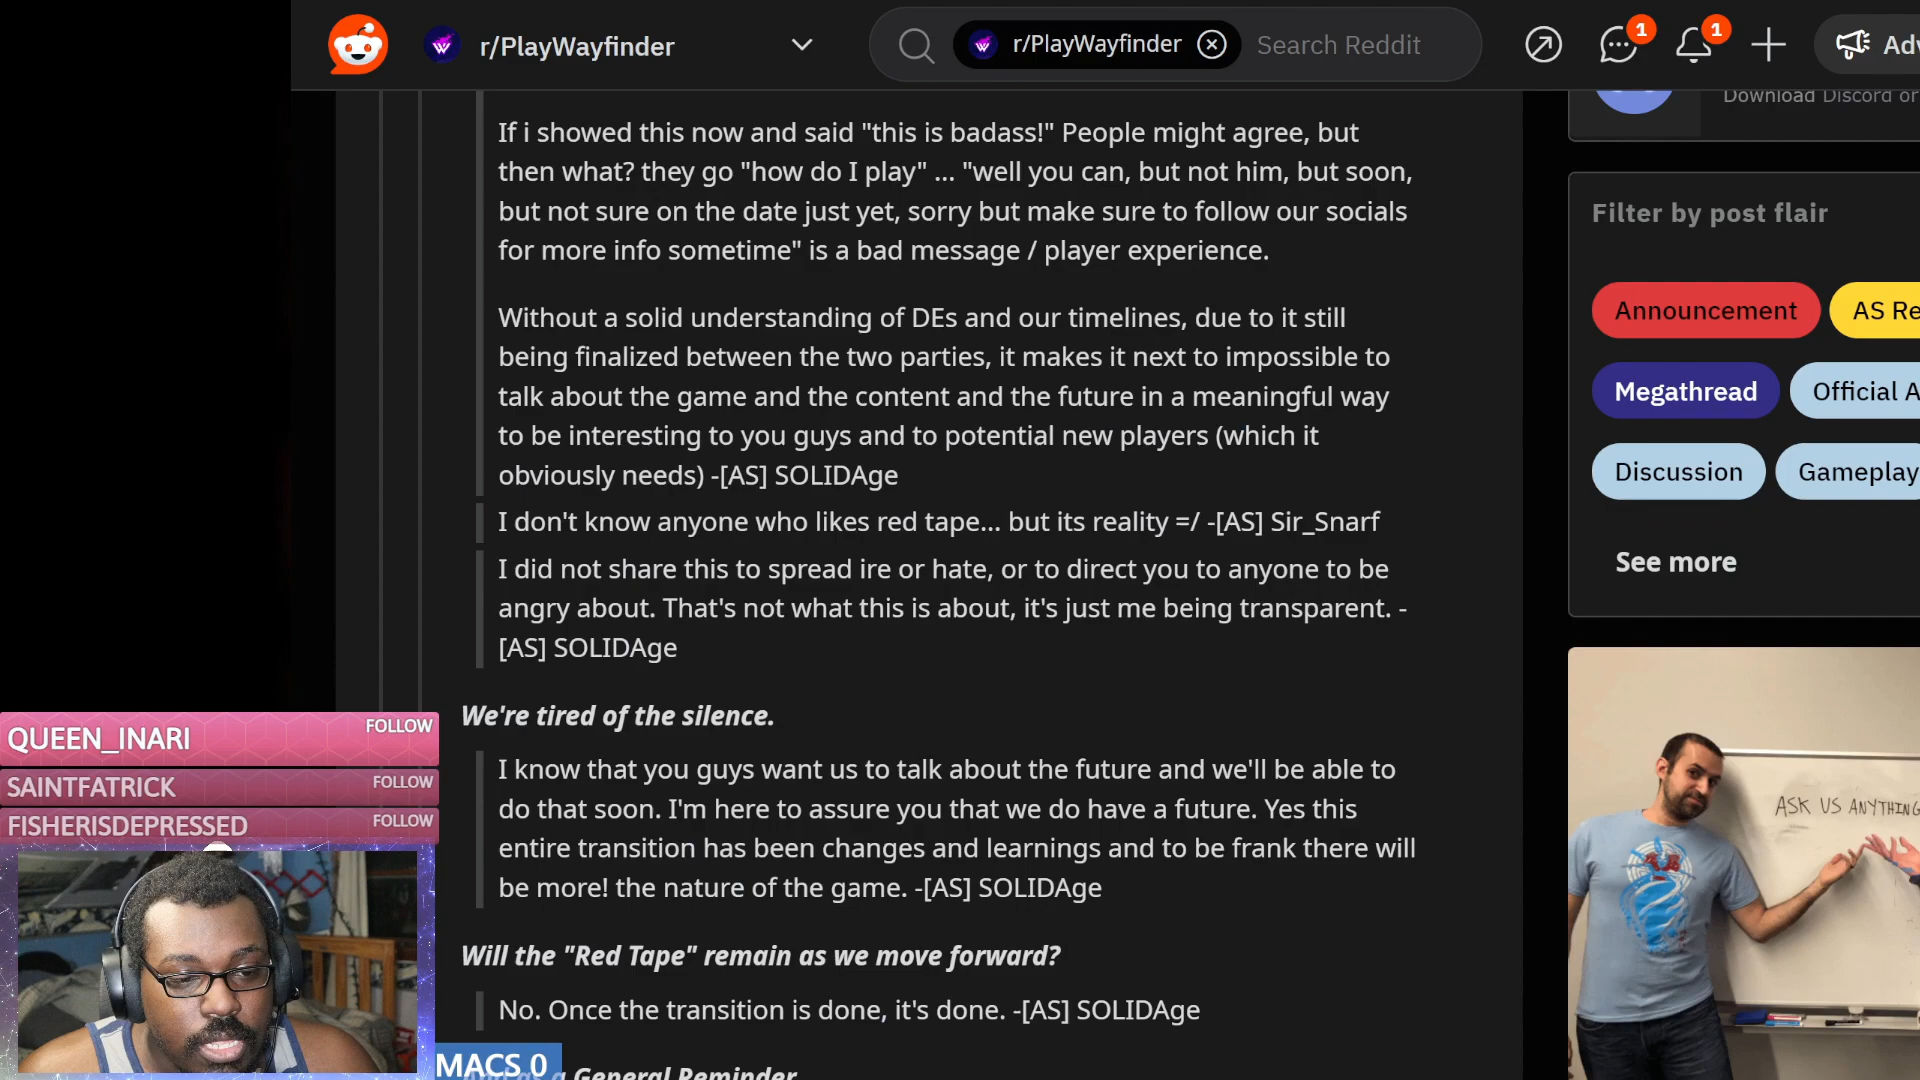 r/PlayWayfinder
r/PlayWayfinder
Search Reddit
1
1
Download Discord or
If i showed this now and said "this is badass!" People might agree, but
then what? they go "how do I play" ... "well you can, but not him, but soon,
but not sure on the date just yet, sorry but make sure to follow our socials
for more info sometime" is a bad message / player experience.
Without a solid understanding of DEs and our timelines, due to it still
being finalized between the two parties, it makes it next to impossible to
talk about the game and the content and the future in a meaningful way
to be interesting to you guys and to potential new players (which it
obviously needs) -[AS] SOLIDAge
I don't know anyone who likes red tape... but its reality =/ -[AS] Sir_Snarf
I did not share this to spread ire or hate, or to direct you to anyone to be
angry about. That's not what this is about, it's just me being transparent. -
[AS] SOLIDAge
We're tired of the silence.
I know that you guys want us to talk about the future and we'll be able to
do that soon. I'm here to assure you that we do have a future. Yes this
entire transition has been changes and learnings and to be frank there will
be more! the nature of the game. -[AS] SOLIDAge
Will the "Red Tape" remain as we move forward?
No. Once the transition is done, it's done. -[AS] SOLIDAge
a General Reminder
Filter by post flair
Announcement
AS Re
Megathread
Official A
Discussion
Gameplay
See more
ASK US ANYTHING
QUEEN_INARI FOLLOW
SAINTFATRICK FOLLOW
FISHERISDEPRESSED FOLLOW
MACS 0